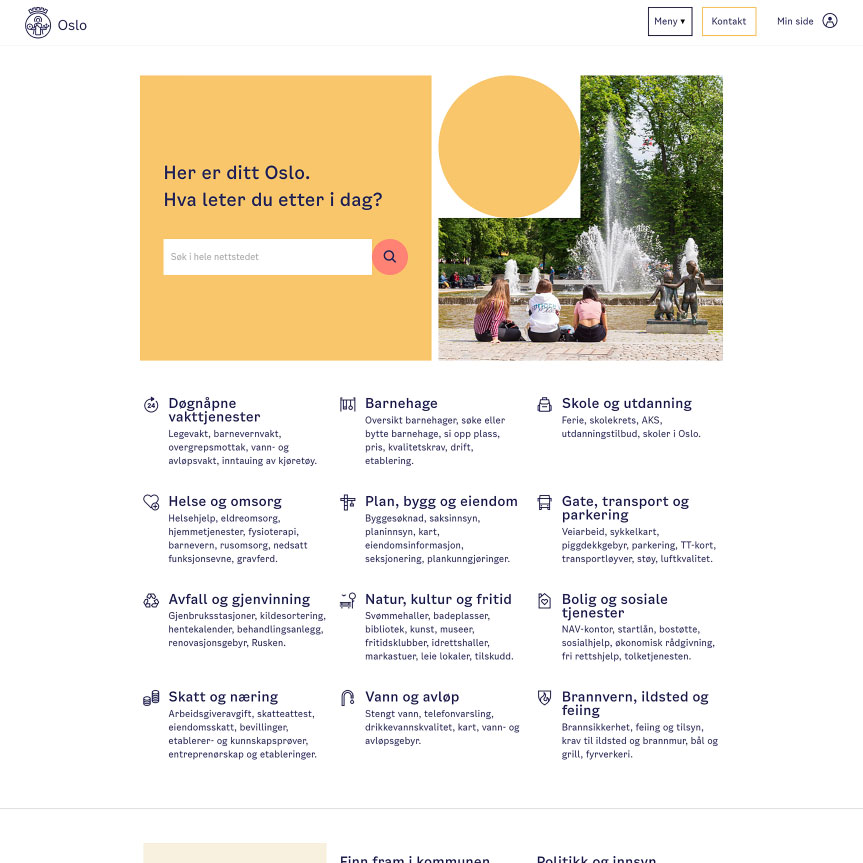 Oslo
Meny ▾
Kontakt
Min side
Her er ditt Oslo.
Hva leter du etter i dag?
Søk i hele nettstedet
24
Døgnåpne
vakttjenester
Legevakt, barnevernvakt,
overgrepsmottak, vann- og
avløpsvakt, inntauing av kjøretøy.
Barnehage
Oversikt barnehager, søke eller
bytte barnehage, si opp plass,
pris, kvalitetskrav, drift,
etablering.
Skole og utdanning
Ferie, skolekrets, AKS,
utdanningstilbud, skoler i Oslo.
Helse og omsorg
Helsehjelp, eldreomsorg,
hjemmetjenester, fysioterapi,
barnevern, rusomsorg, nedsatt
funksjonsevne, gravferd.
Plan, bygg og eiendom
Byggesøknad, saksinnsyn,
planinnsyn, kart,
eiendomsinformasjon,
seksjonering, plankunngjøringer.
Gate, transport og
parkering
Veiarbeid, sykkelkart,
piggdekkgebyr, parkering, TT-kort,
transportløyver, støy, luftkvalitet.
Avfall og gjenvinning
Gjenbruksstasjoner, kildesortering,
hentekalender, behandlingsanlegg,
renovasjonsgebyr, Rusken.
Natur, kultur og fritid
Svømmehaller, badeplasser,
bibliotek, kunst, museer,
fritidsklubber, idrettshaller,
markastuer, leie lokaler, tilskudd.
Bolig og sosiale
tjenester
NAV-kontor, startlån, bostøtte,
sosialhjelp, økonomisk rådgivning,
fri rettshjelp, tolketjenesten.
Skatt og næring
Arbeidsgiveravgift, skatteattest,
eiendomsskatt, bevillinger,
etablerer- og kunnskapsprøver,
entreprenørskap og etableringer.
Vann og avløp
Stengt vann, telefonvarsling,
drikkevannskvalitet, kart, vann- og
avløpsgebyr.
Brannvern, ildsted og
feiing
Brannsikkerhet, feiing og tilsyn,
krav til ildsted og brannmur, bål og
grill, fyrverkeri.
Finn fram i kommunen
Politikk og innsyn